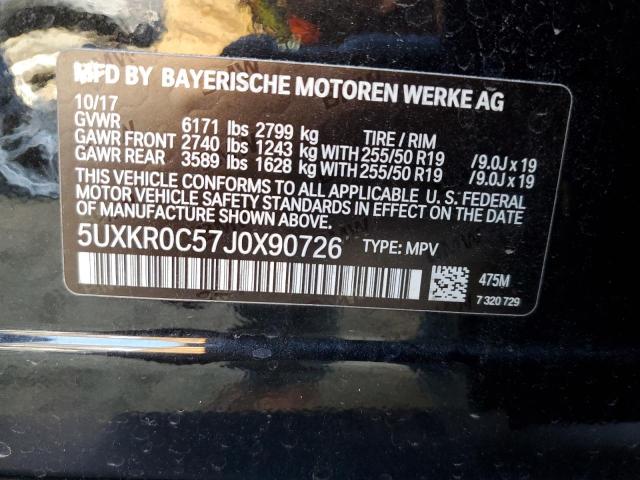 MFD BY BAYERISCHE MOTOREN WERKE AG
10/17
GVWR 6171 lbs 2799 kg TIRE / RIM
GAWR FRONT 2740 lbs 1243 kg WITH 255/50 R19 /9.0J x 19
GAWR REAR 3589 lbs 1628 kg WITH 255/50 R19 /9.0J x 19
THIS VEHICLE CONFORMS TO ALL APPLICABLE, U. S. FEDERAL
MOTOR VEHICLE SAFETY STANDARDS IN EFFECT ON THE DATE
OF MANUFACTURE SHOWN ABOVE.
5UXKR0C57J0X90726 TYPE: MPV
475M
7 320 729